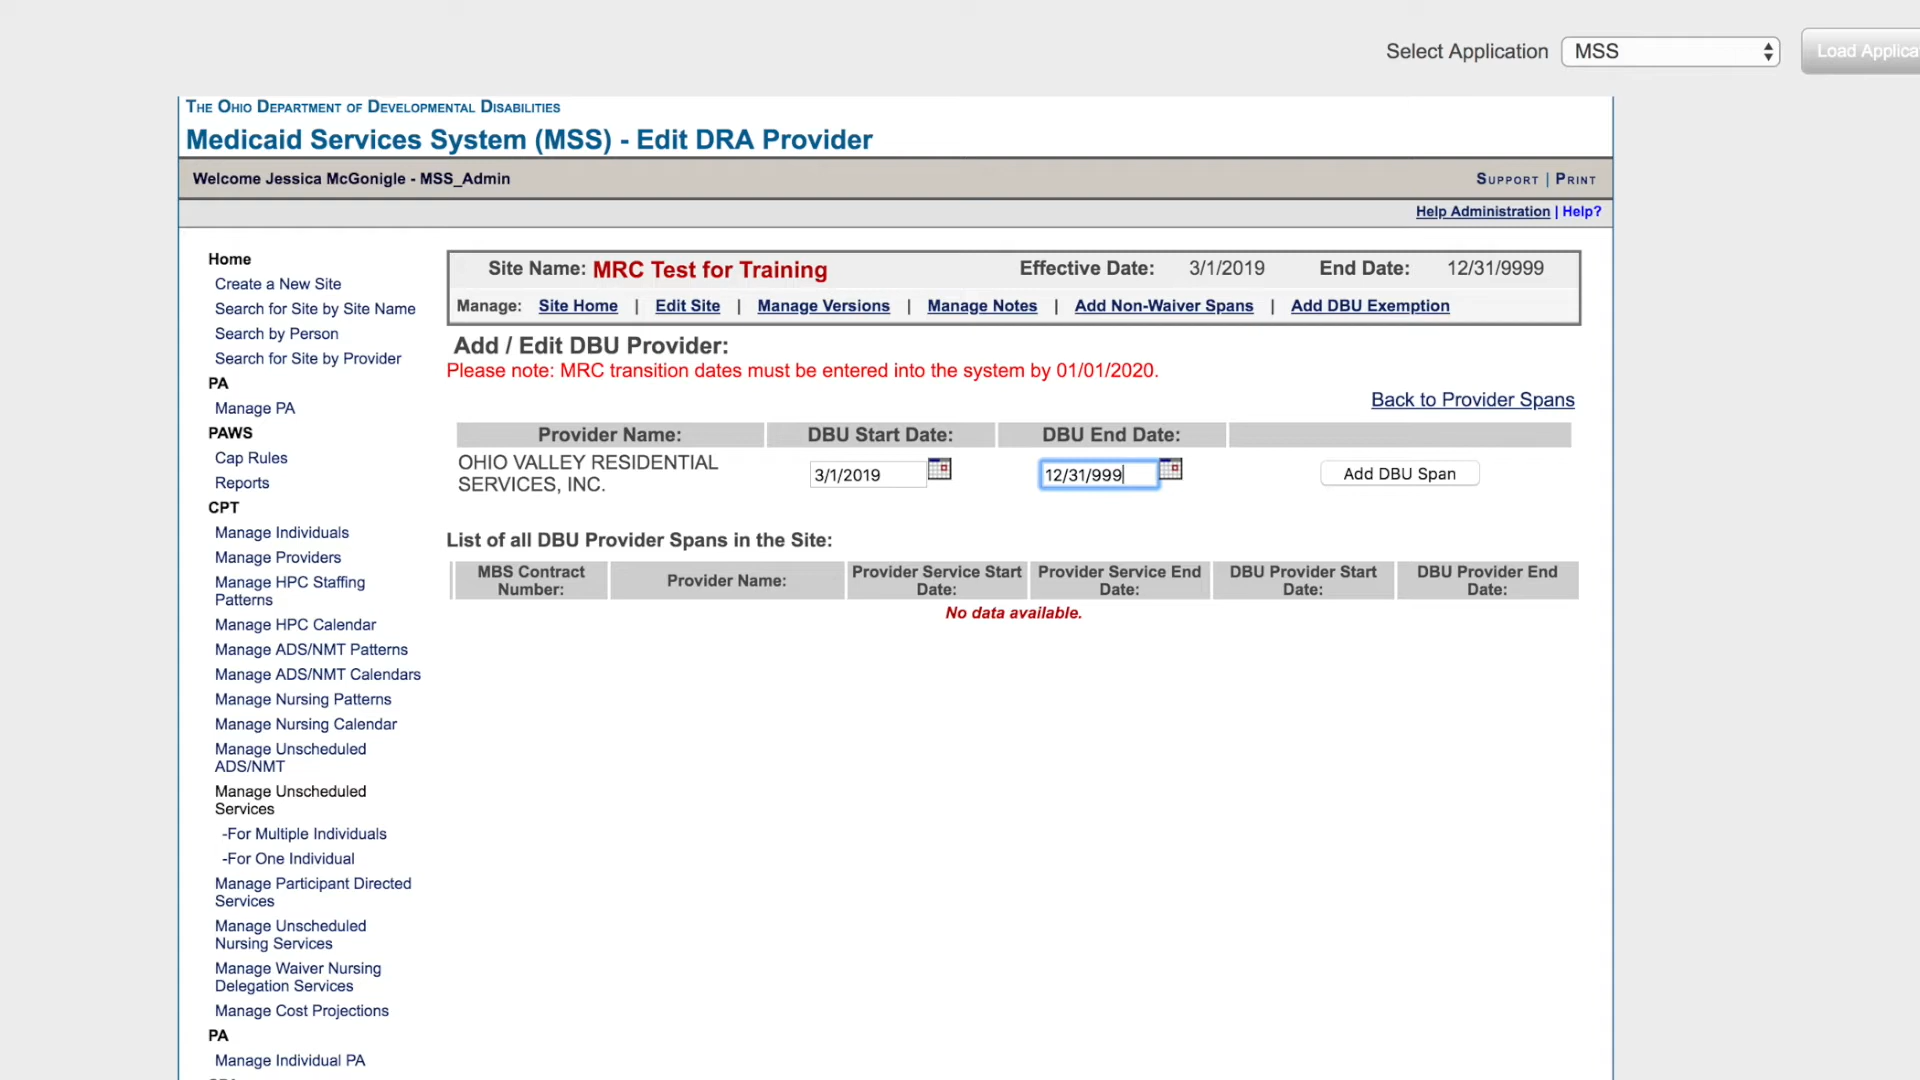 Select Application MSS Load Applica
THE OHIO DEPARTMENT OF DEVELOPMENTAL DISABILITIES
Medicaid Services System (MSS) - Edit DRA Provider
Welcome Jessica McGonigle - MSS_Admin SUPPORT | PRINT
Help Administration | Help?
Home
Create a New Site
Search for Site by Site Name
Search by Person
Search for Site by Provider
PA
Manage PA
PAWS
Cap Rules
Reports
CPT
Manage Individuals
Manage Providers
Manage HPC Staffing
Patterns
Manage HPC Calendar
Manage ADS/NMT Patterns
Manage ADS/NMT Calendars
Manage Nursing Patterns
Manage Nursing Calendar
Manage Unscheduled
ADS/NMT
Manage Unscheduled
Services
-For Multiple Individuals
-For One Individual
Manage Participant Directed
Services
Manage Unscheduled
Nursing Services
Manage Waiver Nursing
Delegation Services
Manage Cost Projections
PA
Manage Individual PA
Site Name: MRC Test for Training Effective Date: 3/1/2019 End Date: 12/31/9999
Manage: Site Home | Edit Site | Manage Versions | Manage Notes | Add Non-Waiver Spans | Add DBU Exemption
Add / Edit DBU Provider:
Please note: MRC transition dates must be entered into the system by 01/01/2020.
Back to Provider Spans
Provider Name: DBU Start Date: DBU End Date:
OHIO VALLEY RESIDENTIAL
SERVICES, INC. 3/1/2019 12/31/999 Add DBU Span
List of all DBU Provider Spans in the Site:
MBS Contract Number: Provider Name: Provider Service Start Date: Provider Service End Date: DBU Provider Start Date: DBU Provider End Date:
No data available.